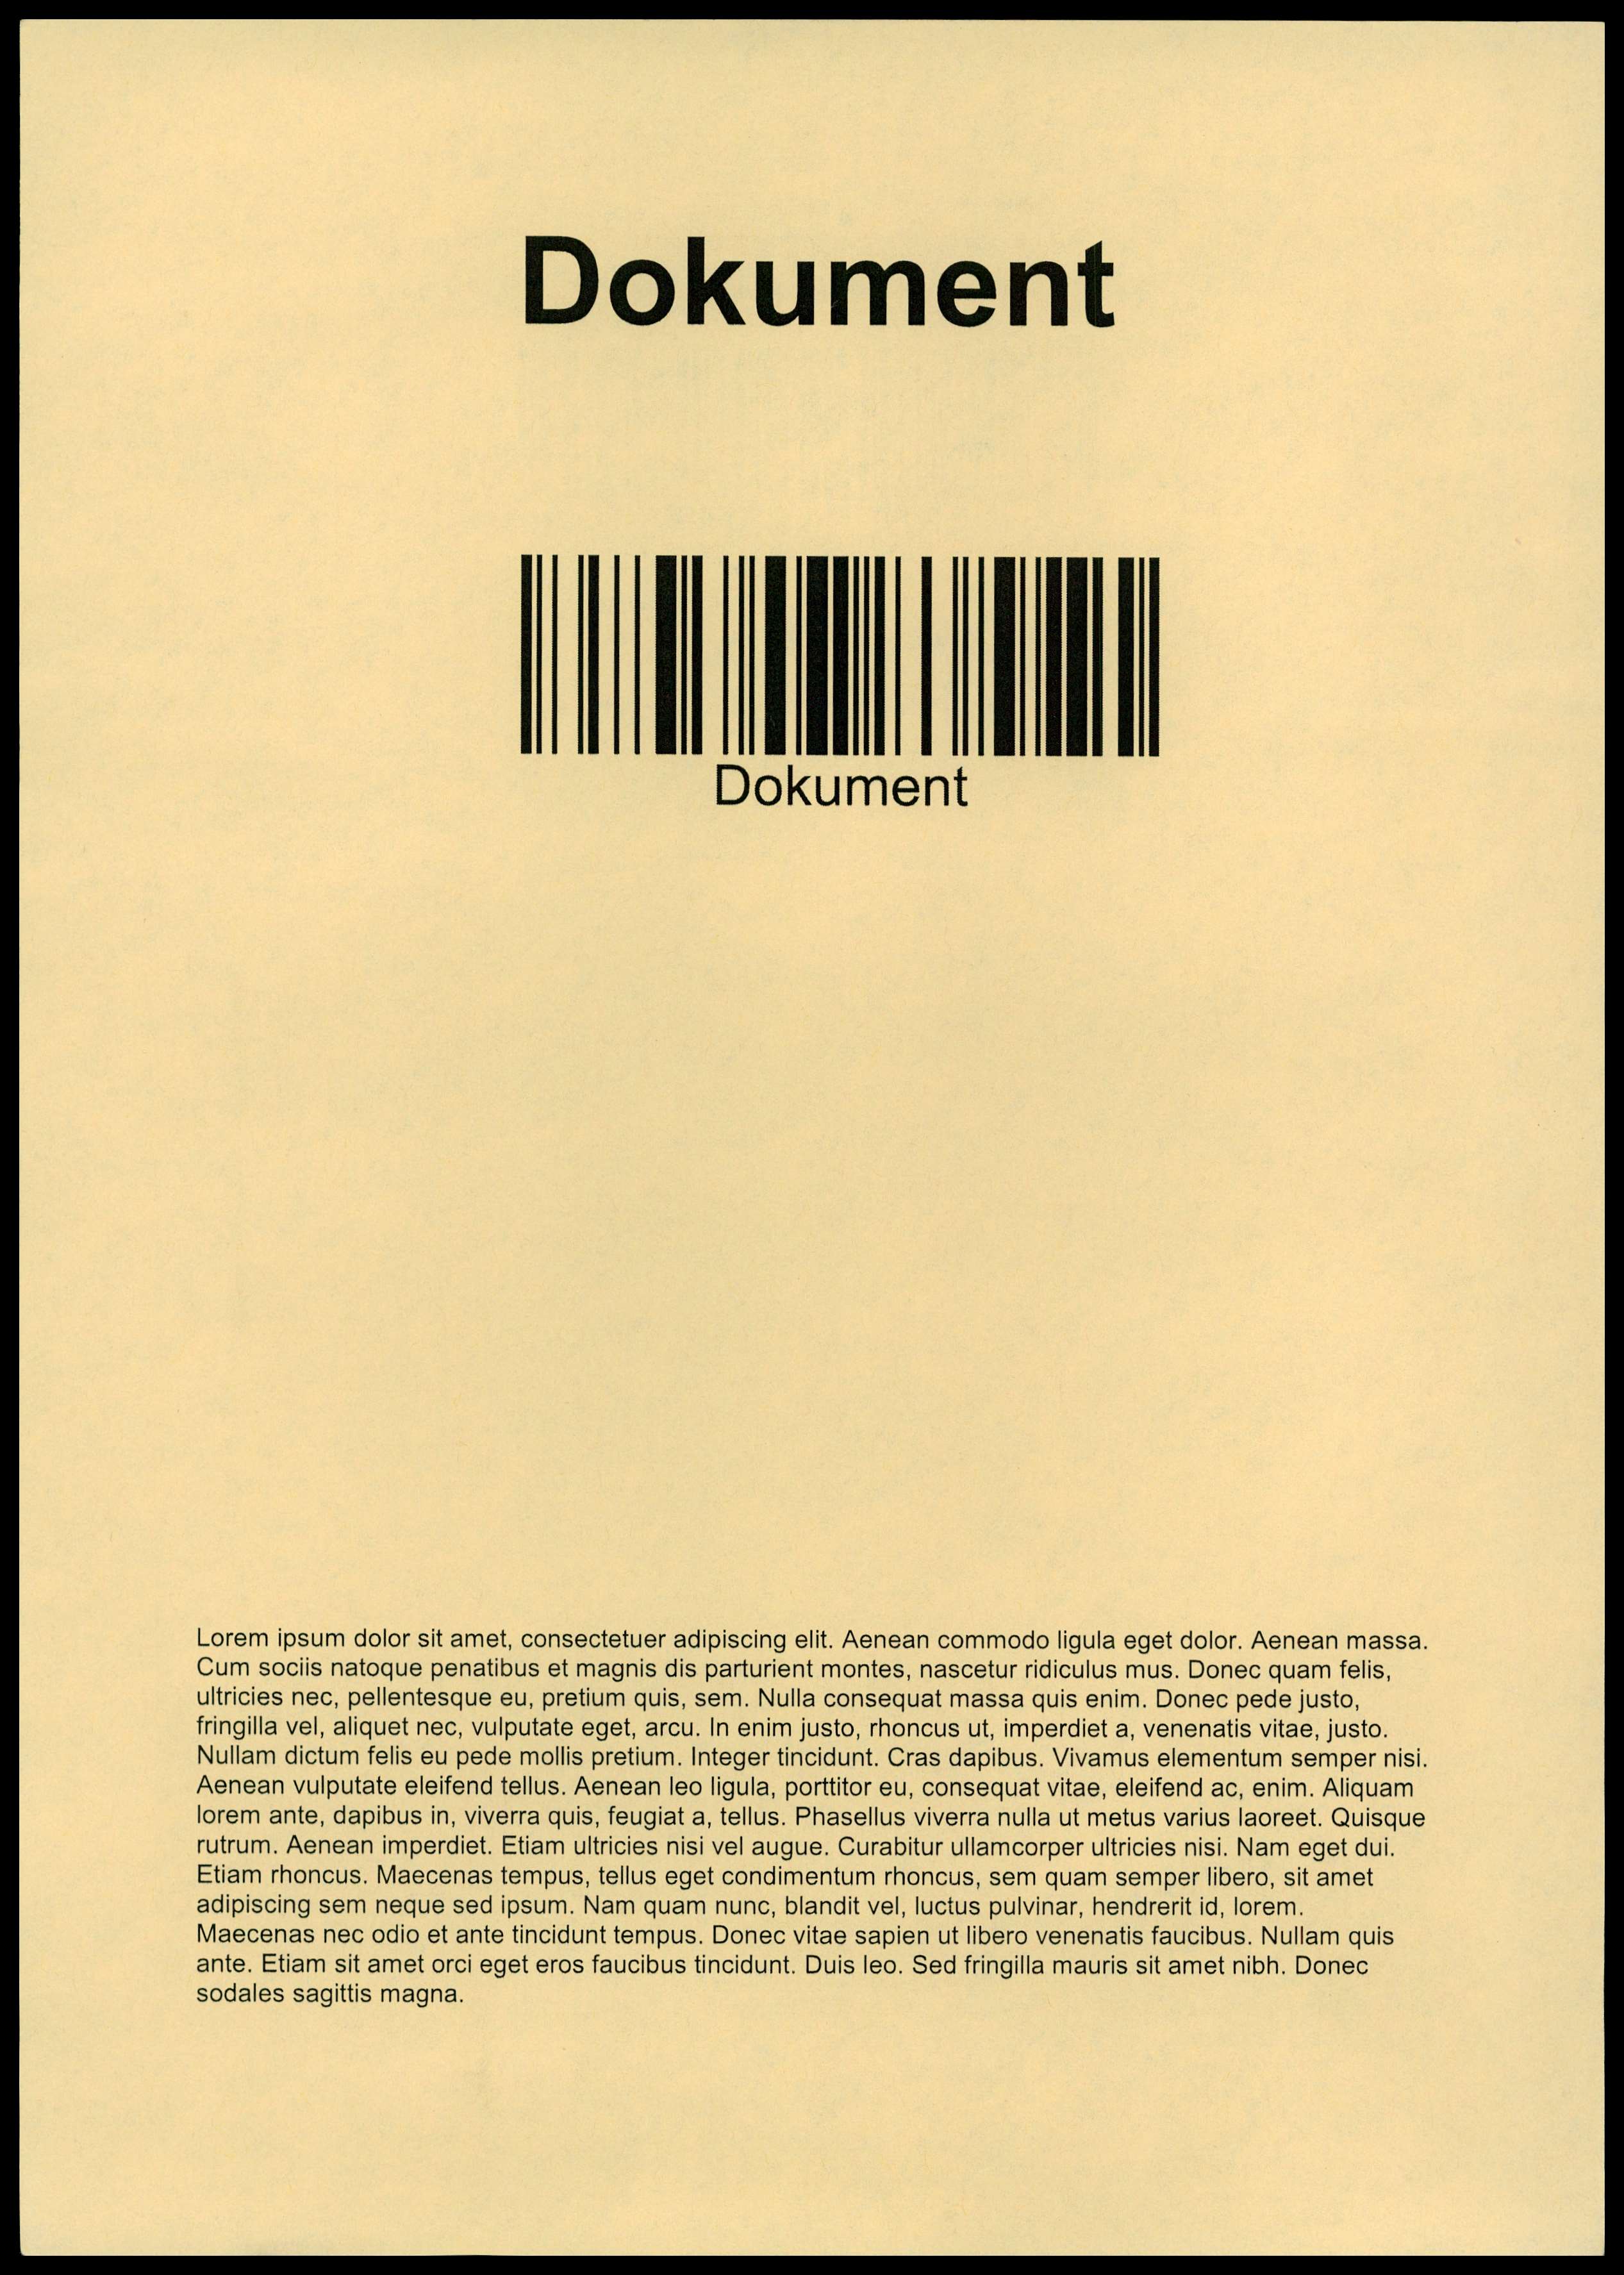 Dokument
Dokument
Lorem ipsum dolor sit amet, consectetuer adipiscing elit. Aenean commodo ligula eget dolor. Aenean massa.
Cum sociis natoque penatibus et magnis dis parturient montes, nascetur ridiculus mus. Donec quam felis,
ultricies nec, pellentesque eu, pretium quis, sem. Nulla consequat massa quis enim. Donec pede justo,
fringilla vel, aliquet nec, vulputate eget, arcu. In enim justo, rhoncus ut, imperdiet a, venenatis vitae, justo.
Nullam dictum felis eu pede mollis pretium. Integer tincidunt. Cras dapibus. Vivamus elementum semper nisi.
Aenean vulputate eleifend tellus. Aenean leo ligula, porttitor eu, consequat vitae, eleifend ac, enim. Aliquam
lorem ante, dapibus in, viverra quis, feugiat a, tellus. Phasellus viverra nulla ut metus varius laoreet. Quisque
rutrum. Aenean imperdiet. Etiam ultricies nisi vel augue. Curabitur ullamcorper ultricies nisi. Nam eget dui.
Etiam rhoncus. Maecenas tempus, tellus eget condimentum rhoncus, sem quam semper libero, sit amet
adipiscing sem neque sed ipsum. Nam quam nunc, blandit vel, luctus pulvinar, hendrerit id, lorem.
Maecenas nec odio et ante tincidunt tempus. Donec vitae sapien ut libero venenatis faucibus. Nullam quis
ante. Etiam sit amet orci eget eros faucibus tincidunt. Duis leo. Sed fringilla mauris sit amet nibh. Donec
sodales sagittis magna.